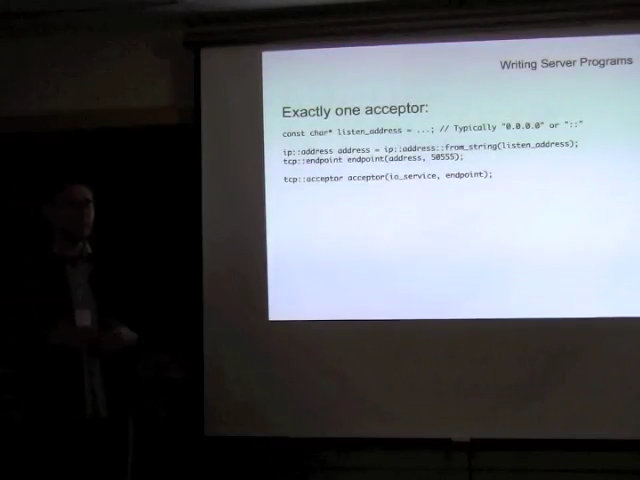 Writing Server Programs
Exactly one acceptor:
const char* listen_address = ...; // Typically "0.0.0.0" or "::"
ip::address address = ip::address::from_string(listen_address);
tcp::endpoint endpoint(address, 50555);
tcp::acceptor acceptor(io_service, endpoint);